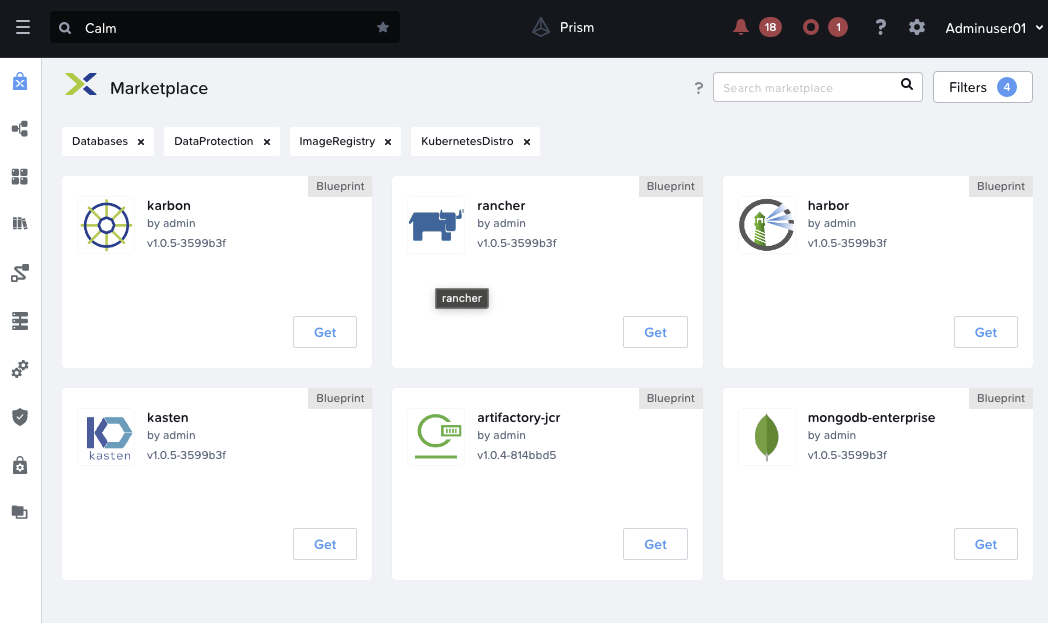 Calm
Prism
18
1
?
Adminuser01
Marketplace
?
Search marketplace
Filters 4
Databases ×
DataProtection ×
ImageRegistry ×
KubernetesDistro ×
Blueprint
karbon
by admin
v1.0.5-3599b3f
Get
Blueprint
rancher
by admin
v1.0.5-3599b3f
rancher
Get
Blueprint
harbor
by admin
v1.0.5-3599b3f
Get
Blueprint
kasten
kasten
by admin
v1.0.5-3599b3f
Get
Blueprint
artifactory-jcr
by admin
v1.0.4-814bbd5
Get
Blueprint
mongodb-enterprise
by admin
v1.0.5-3599b3f
Get